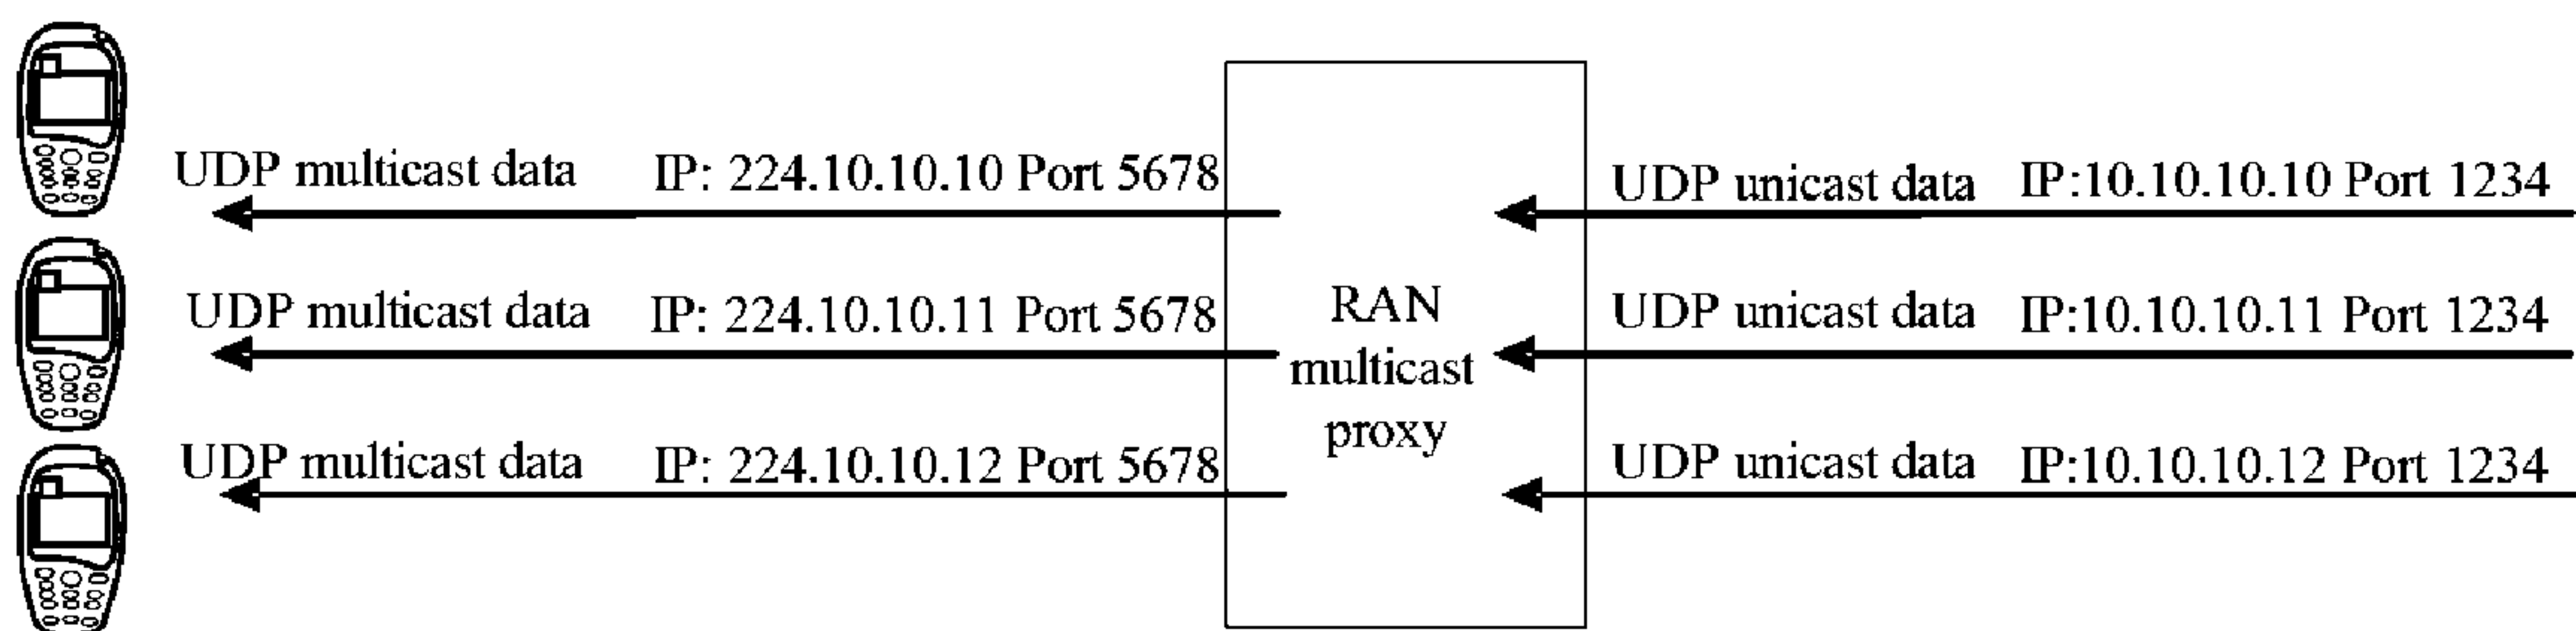 UDP multicast data IP: 224.10.10.10 Port 5678 UDP unicast data IP:10.10.10.10 Port 1234
UDP multicast data IP: 224.10.10.11 Port 5678 RAN UDP unicast data IP:10.10.10.11 Port 1234
multicast
proxy
UDP multicast data IP: 224.10.10.12 Port 5678 UDP unicast data IP:10.10.10.12 Port 1234